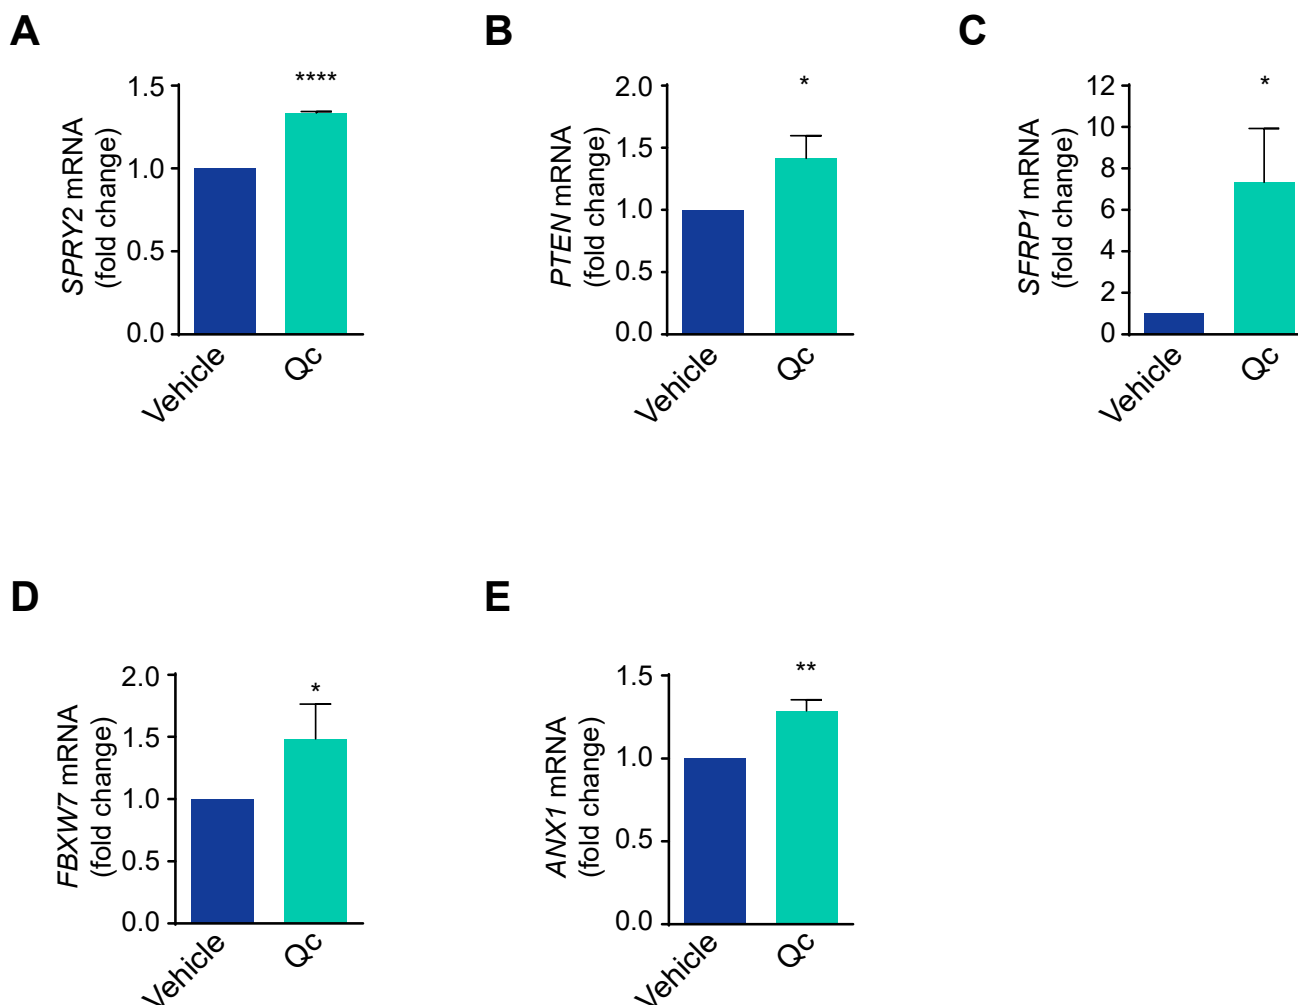 A
SPRY2 mRNA
(fold change)
1.5
1.0
0.5
0.0
****
Vehicle
Qc
B
PTEN mRNA
(fold change)
2.0
1.5
1.0
0.5
0.0
*
Vehicle
Qc
C
SFRP1 mRNA
(fold change)
12
10
8
6
4
2
0
*
Vehicle
Qc
D
FBXW7 mRNA
(fold change)
2.0
1.5
1.0
0.5
0.0
*
Vehicle
Qc
E
ANX1 mRNA
(fold change)
1.5
1.0
0.5
0.0
**
Vehicle
Qc